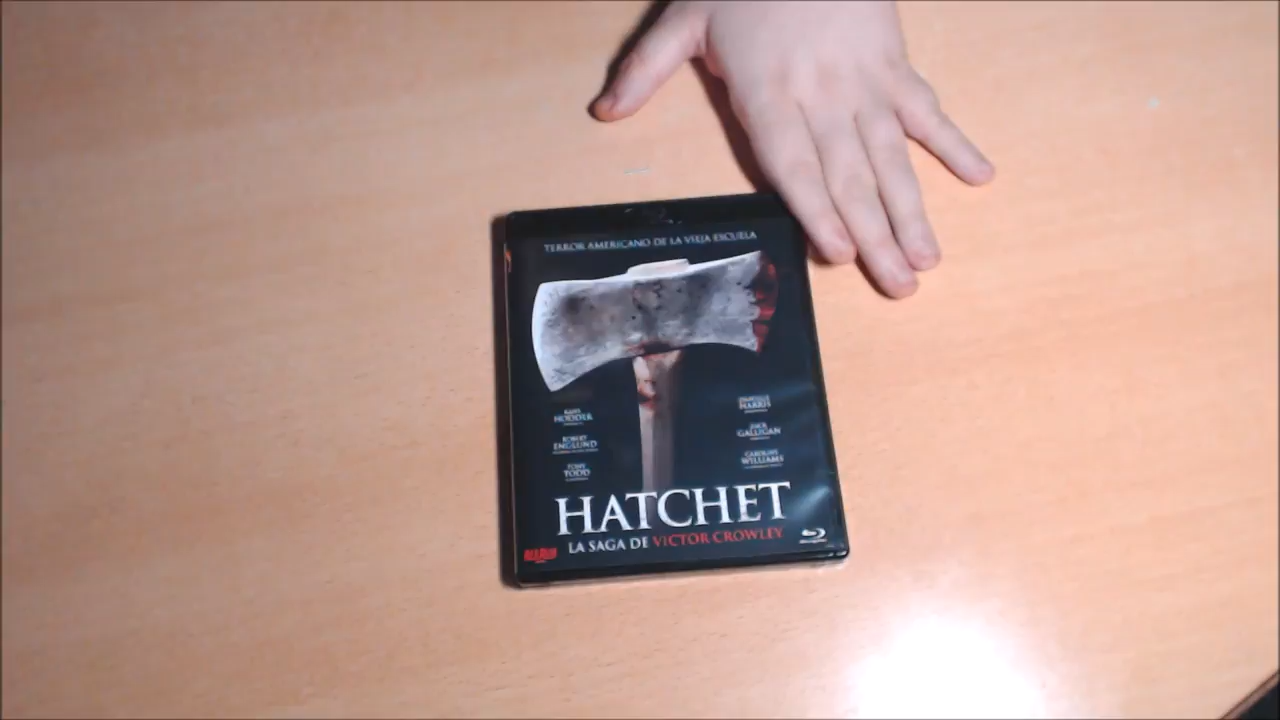 TERROR AMERICANO DE LA VIEJA ESCUELA
KANE
HODDER
ROBERT
ENGLUND
TONY
TODD
DANIELLE
HARRIS
ZACH
GALLIGAN
CAROLINE
WILLIAMS
HATCHET
LA SAGA DE VICTOR CROWLEY